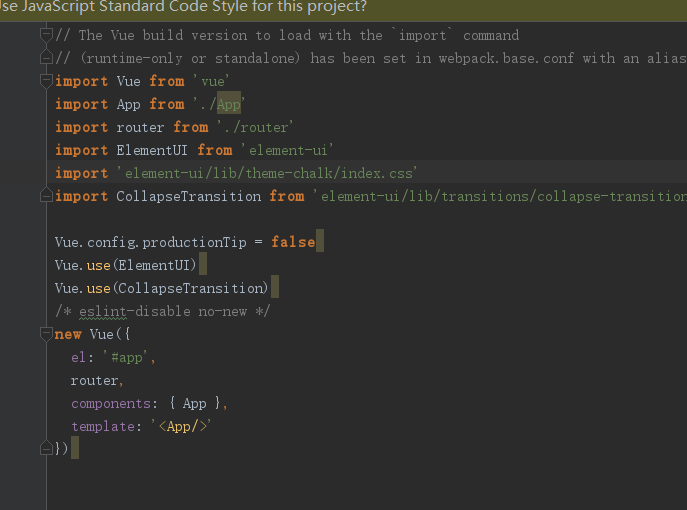 Use JavaScript Standard Code Style for this project?
// The Vue build version to load with the `import` command
// (runtime-only or standalone) has been set in webpack.base.conf with an alias
import Vue from 'vue'
import App from './App'
import router from './router'
import ElementUI from 'element-ui'
import 'element-ui/lib/theme-chalk/index.css'
import CollapseTransition from 'element-ui/lib/transitions/collapse-transition
Vue.config.productionTip = false
Vue.use(ElementUI)
Vue.use(CollapseTransition)
/* eslint-disable no-new */
new Vue({
  el: '#app',
  router,
  components: { App },
  template: '<App/>'
})